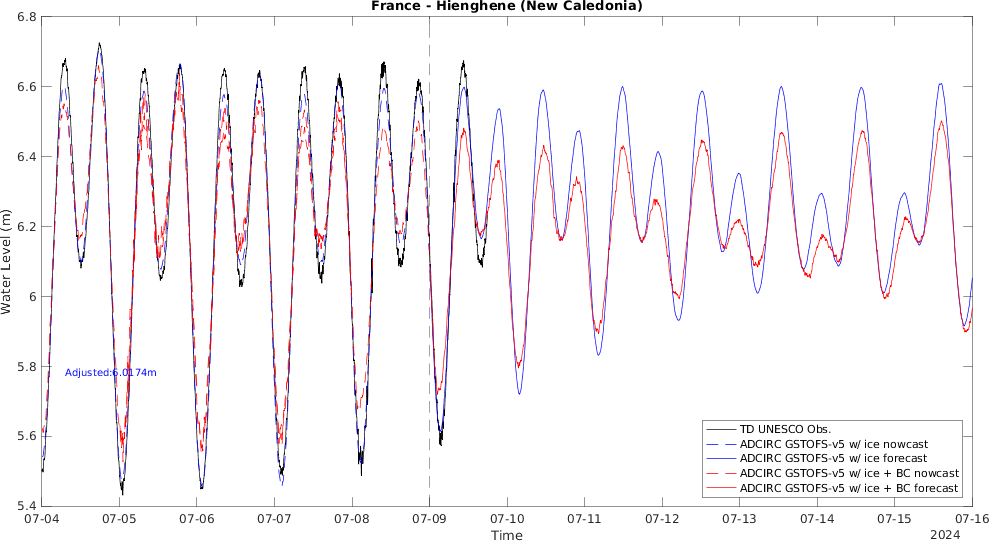 France - Hienghene (New Caledonia)
6.8
6.6
6.4
6.2
6
5.8
5.6
5.4
Water Level (m)
Adjusted:6.0174m
TD UNESCO Obs.
ADCIRC GSTOFS-v5 w/ ice nowcast
ADCIRC GSTOFS-v5 w/ ice forecast
ADCIRC GSTOFS-v5 w/ ice + BC nowcast
ADCIRC GSTOFS-v5 w/ ice + BC forecast
07-04 07-05 07-06 07-07 07-08 07-09 07-10 07-11 07-12 07-13 07-14 07-15 07-16
Time
2024